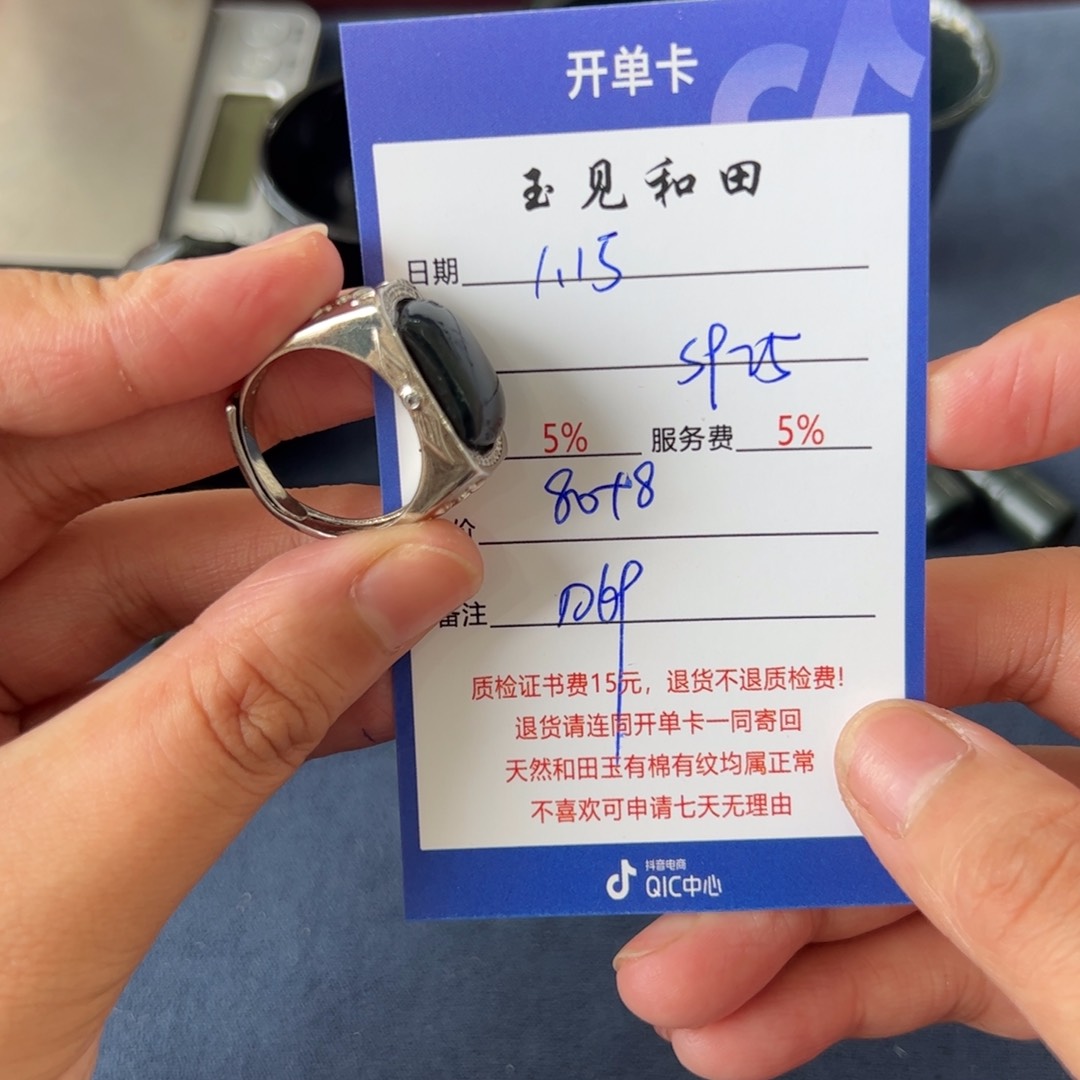 开单卡
玉见和田
日期 1.15
SP25
5% 服务费 5%
价 80+8
备注
质检证书费15元，退货不退质检费!
退货请连同开单卡一同寄回
天然和田玉有棉有纹均属正常
不喜欢可申请七天无理由
抖音电商
QIC中心